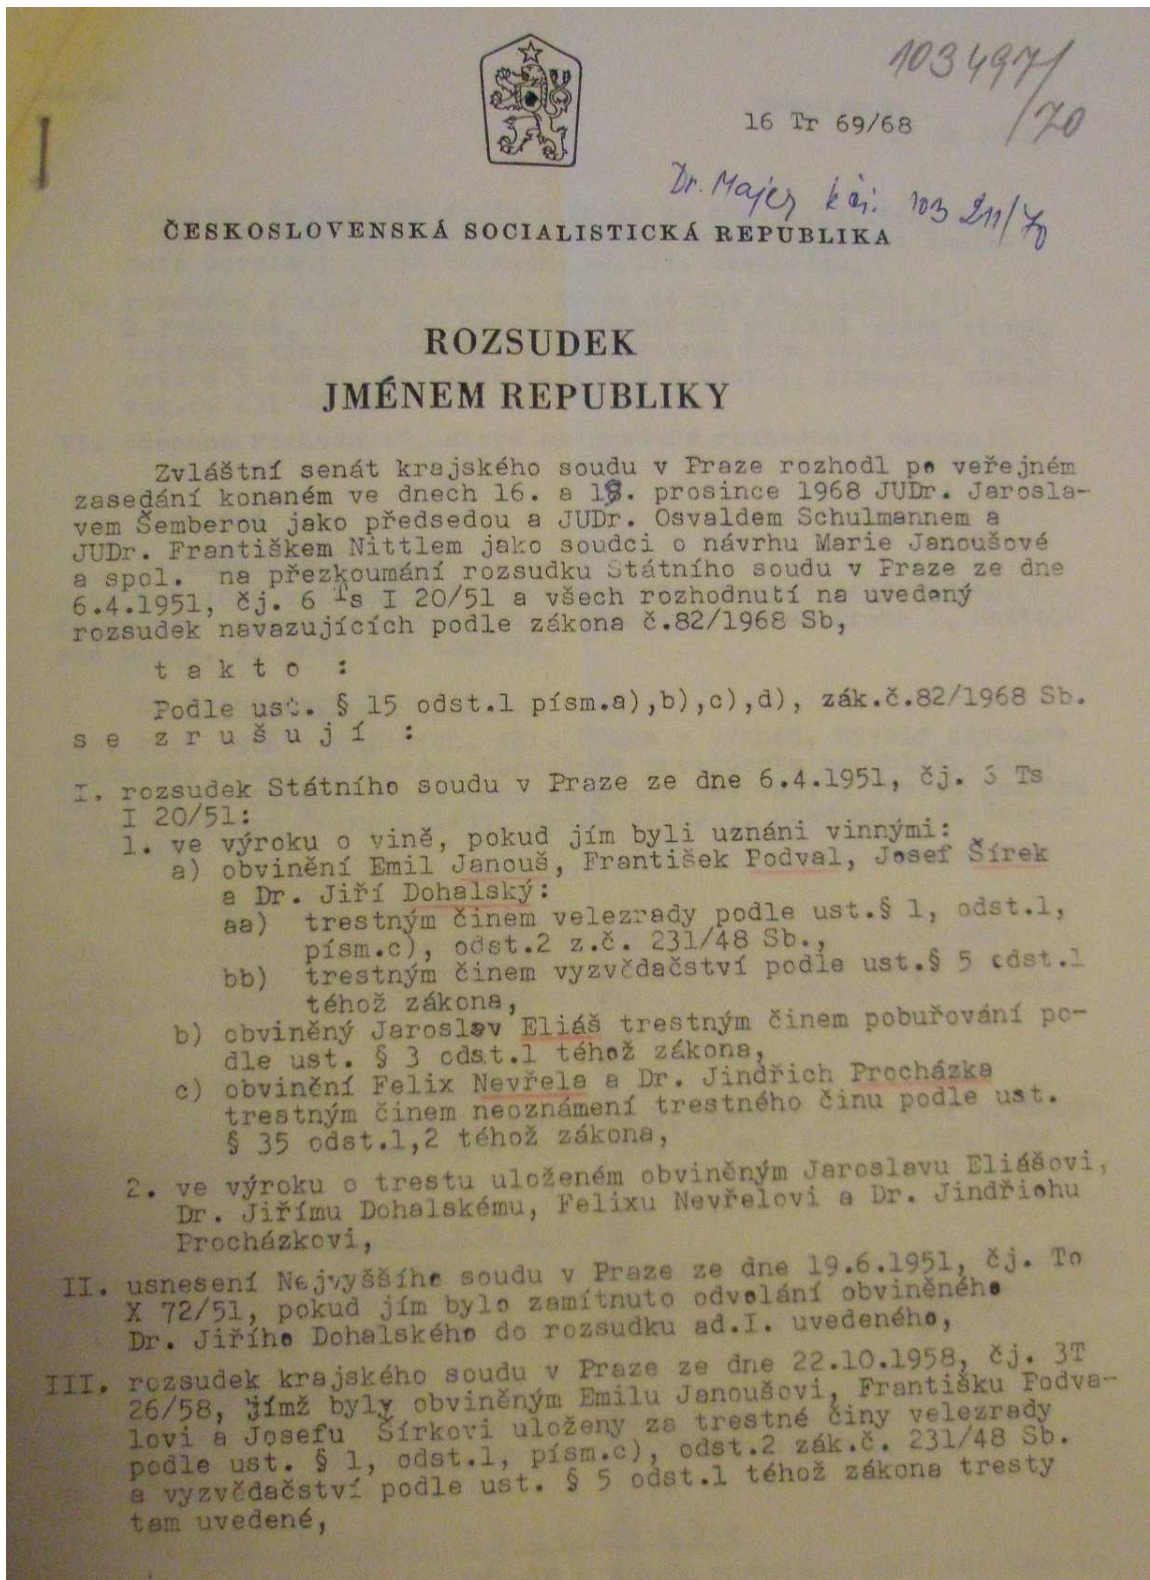 103497/
/70
16 Tr 69/68
Dr. Majer k čj. 103 211/70
ČESKOSLOVENSKÁ SOCIALISTICKÁ REPUBLIKA
ROZSUDEK
JMÉNEM REPUBLIKY
Zvláštní senát krajského soudu v Praze rozhodl po veřejném
zasedání konaném ve dnech 16. a 18. prosince 1968 JUDr. Jarosla-
vem Šemberou jako předsedou a JUDr. Osvaldem Schulmannem a
JUDr. Františkem Nittlem jako soudci o návrhu Marie Janoušové
a spol. na přezkoumání rozsudku Státního soudu v Praze ze dne
6.4.1951, čj. 6 Ts I 20/51 a všech rozhodnutí na uvedený
rozsudek navazujících podle zákona č.82/1968 Sb,
t a k t o :
Podle ust. § 15 odst.1 písm.a),b),c),d), zák.č.82/1968 Sb.
s e z r u š u j í :
I. rozsudek Státního soudu v Praze ze dne 6.4.1951, čj. 6 Ts
I 20/51:
1. ve výroku o vině, pokud jím byli uznáni vinnými:
a) obvinění Emil Janouš, František Podval, Josef Šírek
a Dr. Jiří Dohalský:
aa) trestným činem velezrady podle ust.§ 1, odst.1,
písm.c), odst.2 z.č. 231/48 Sb.,
bb) trestným činem vyzvědačství podle ust.§ 5 odst.1
téhož zákona,
b) obviněný Jaroslav Eliáš trestným činem pobuřování po-
dle ust. § 3 odst.1 téhož zákona,
c) obvinění Felix Nevřela a Dr. Jindřich Procházka
trestným činem neoznámení trestného činu podle ust.
§ 35 odst.1,2 téhož zákona,
2. ve výroku o trestu uloženém obviněným Jaroslavu Eliášovi,
Dr. Jiřímu Dohalskému, Felixu Nevřelovi a Dr. Jindřichu
Procházkovi,
II. usnesení Nejvyššího soudu v Praze ze dne 19.6.1951, čj. To
X 72/51, pokud jím bylo zamítnuto odvolání obviněného
Dr. Jiřího Dohalského do rozsudku ad.I. uvedeného,
III. rozsudek krajského soudu v Praze ze dne 22.10.1958, čj. 3T
26/58, jímž byly obviněným Emilu Janoušovi, Františku Podva-
lovi a Josefu Šírkovi uloženy za trestné činy velezrady
podle ust. § 1, odst.1, písm.c), odst.2 zák.č. 231/48 Sb.
a vyzvědačství podle ust. § 5 odst.1 téhož zákona tresty
tam uvedené,